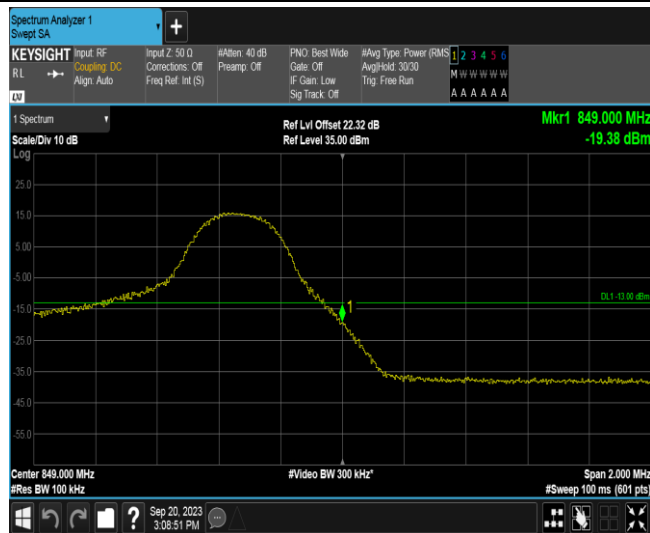 Spectrum Analyzer 1
Swept SA
KEYSIGHT
RL
Input: RF
Coupling: DC
Align: Auto
Input Z: 50 Ω
Corrections: Off
Freq Ref: Int (S)
#Atten: 40 dB
Preamp: Off
PNO: Best Wide
Gate: Off
IF Gain: Low
Sig Track: Off
#Avg Type: Power (RMS
Avg|Hold: 30/30
Trig: Free Run
1 2 3 4 5 6
M W W W W W
A A A A A A
LXI
1 Spectrum
Scale/Div 10 dB
Log
Ref Lvl Offset 22.32 dB
Ref Level 35.00 dBm
Mkr1 849.000 MHz
-19.38 dBm
25.0
15.0
5.00
-5.00
-15.0
-25.0
-35.0
-45.0
-55.0
DL1 -13.00 dBm
1
Center 849.000 MHz
#Res BW 100 kHz
#Video BW 300 kHz*
Span 2.000 MHz
#Sweep 100 ms (601 pts)
Sep 20, 2023
3:08:51 PM